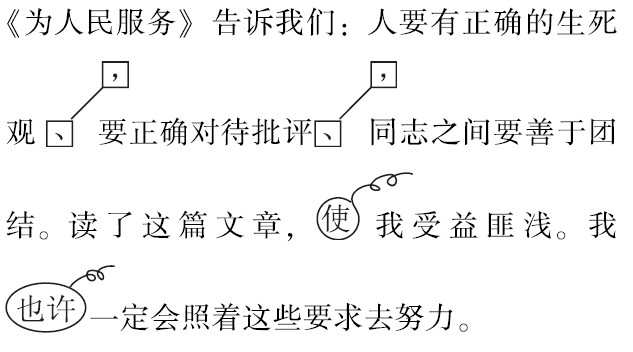 《为人民服务》告诉我们：人要有正确的生死
， ，
观、要正确对待批评、同志之间要善于团
结。读了这篇文章，使我受益匪浅。我
也许一定会照着这些要求去努力。